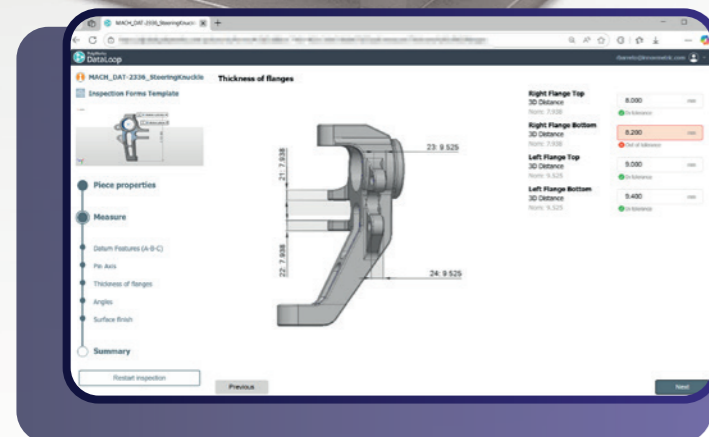 MACH_DAT-2336_SteeringKnuckle
DataLoop
MACH_DAT-2336_SteeringKnuckle
Inspection Forms Template
Thickness of flanges
Piece properties
Measure
Datum Features (A-B-C)
Pin Axis
Thickness of flanges
Angles
Surface finish
Summary
Restart inspection
21: 7.938
23: 9.525
22: 7.938
24: 9.525
Right Flange Top
3D Distance
Nom: 7.938
8.000
mm
In tolerance
Right Flange Bottom
3D Distance
Nom: 7.938
8.200
mm
Out of tolerance
Left Flange Top
3D Distance
Nom: 9.525
9.000
mm
In tolerance
Left Flange Bottom
3D Distance
Nom: 9.525
9.400
mm
In tolerance
Previous
Next